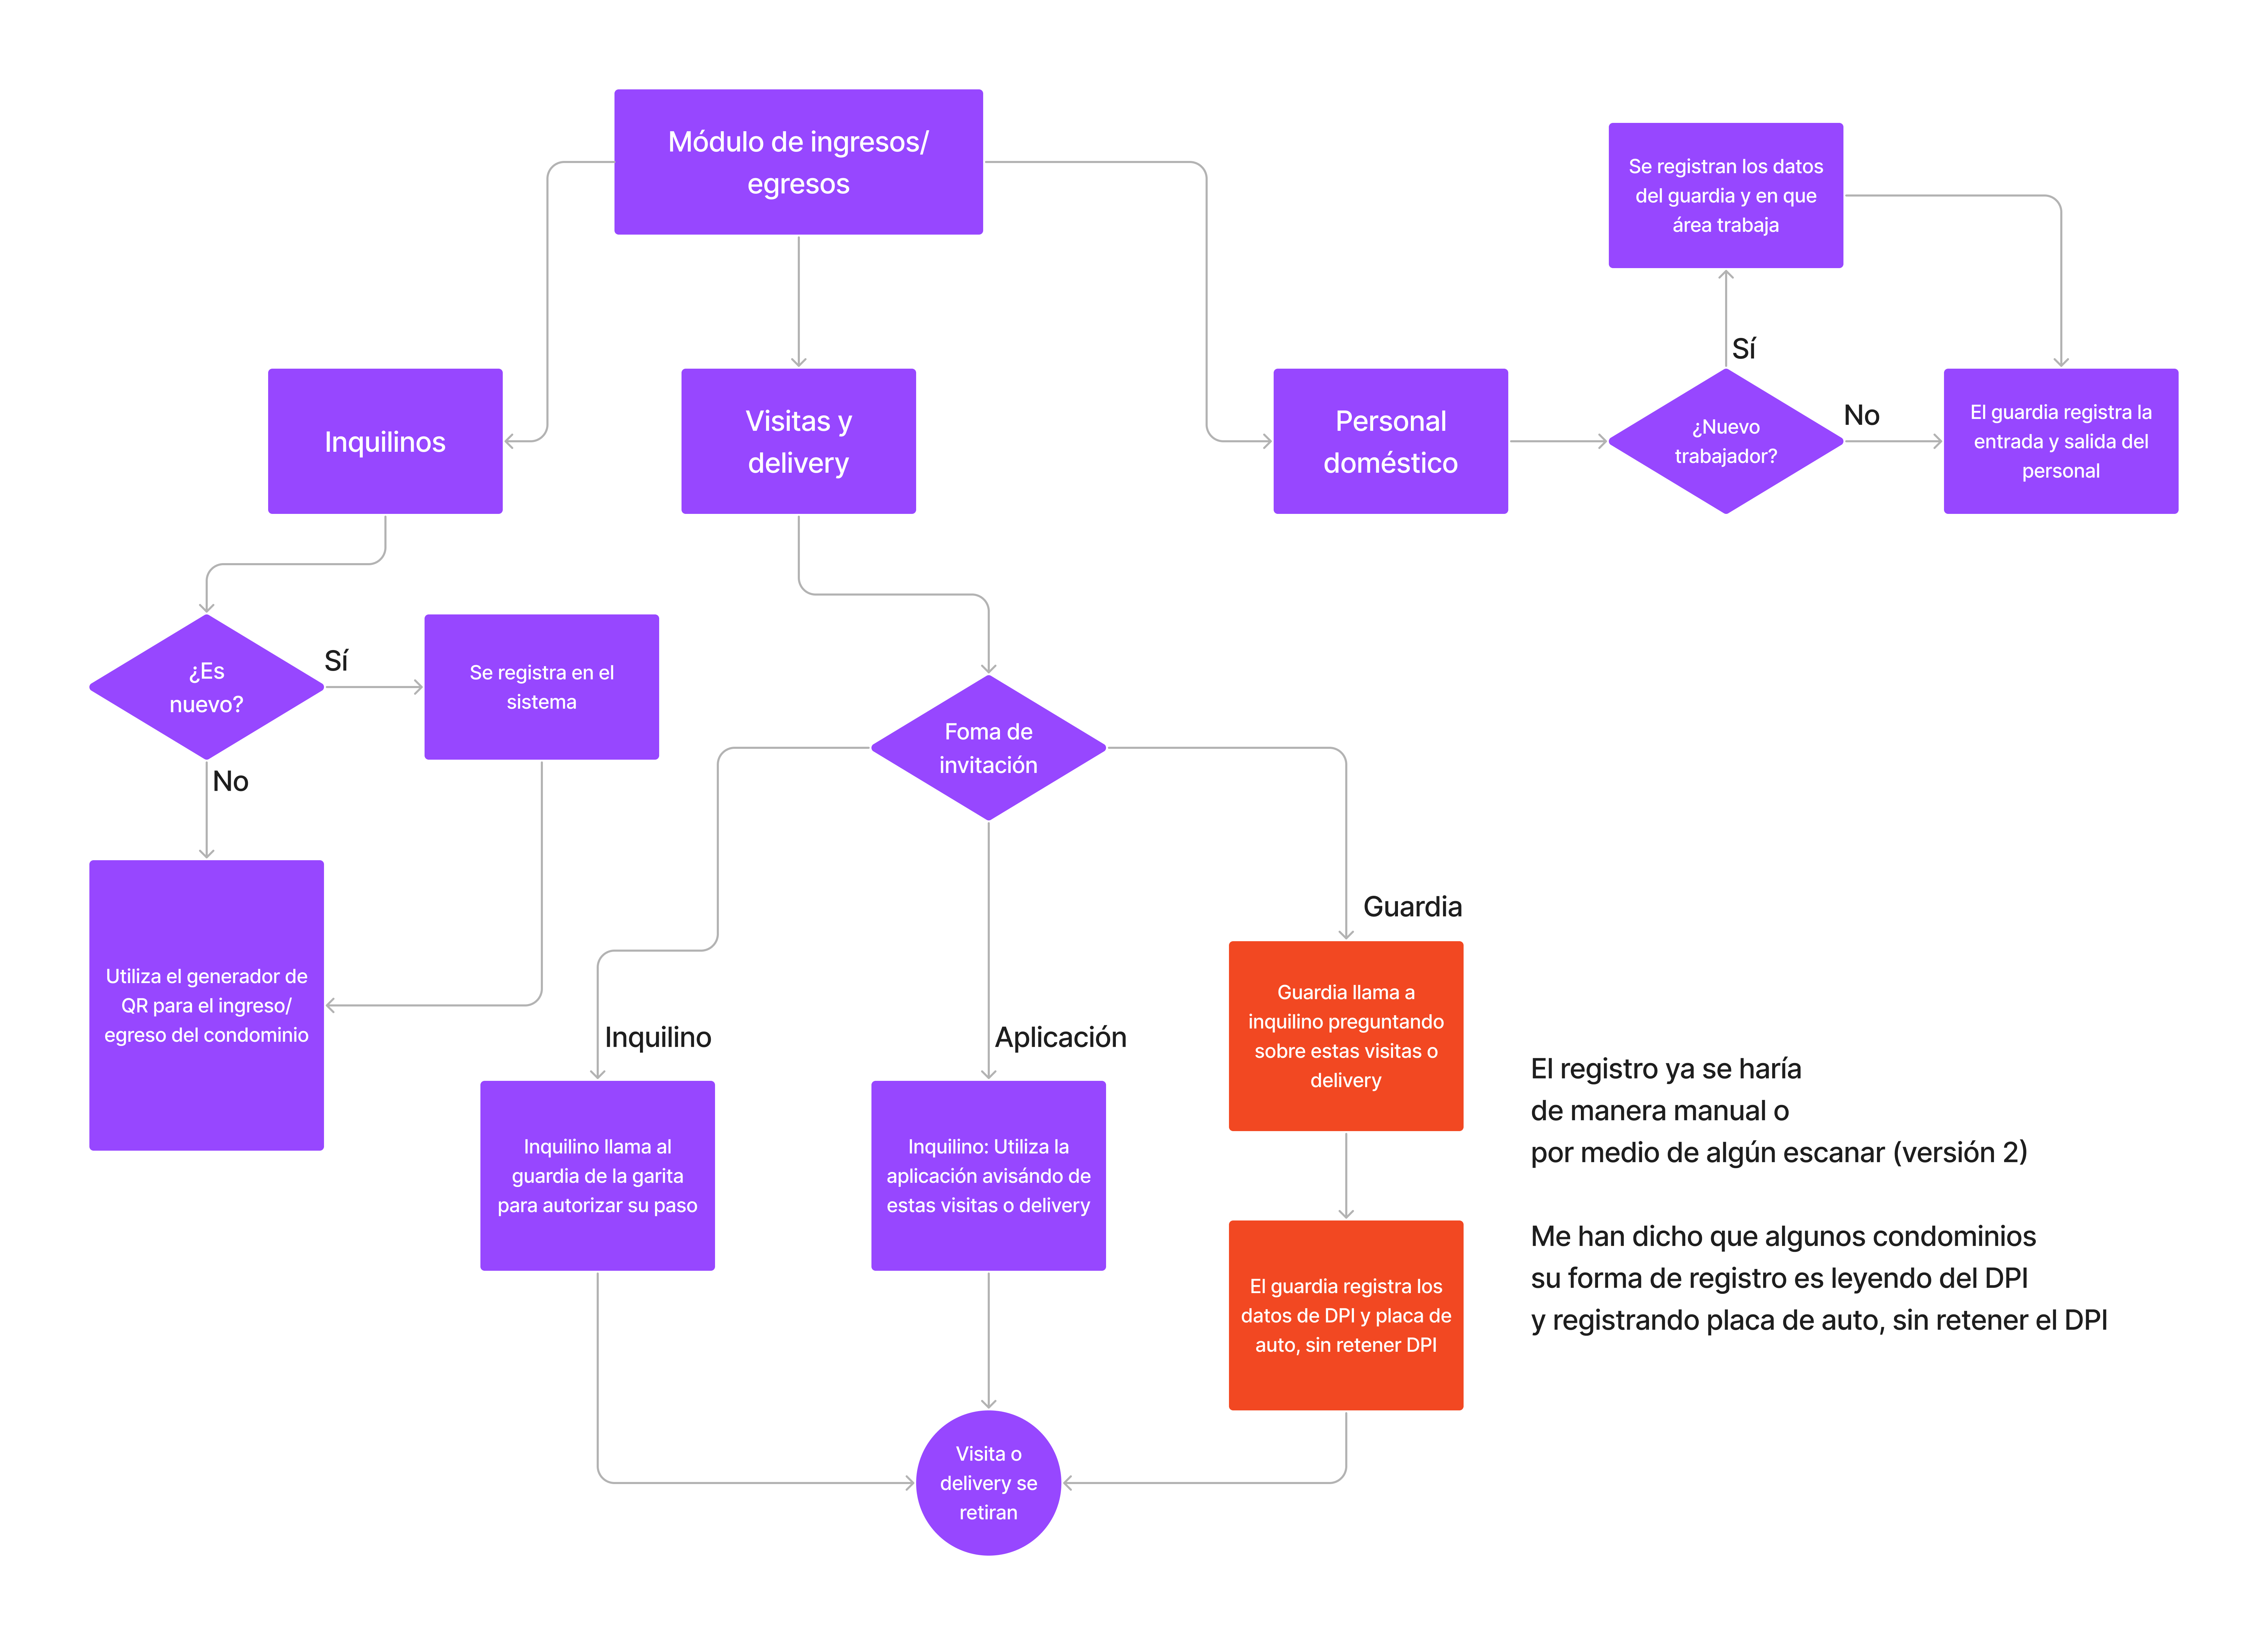 Módulo de ingresos/
egresos
Se registran los datos
del guardia y en que
área trabaja
Sí
Inquilinos
Visitas y
delivery
Personal
doméstico
¿Nuevo
trabajador?
No
El guardia registra la
entrada y salida del
personal
¿Es
nuevo?
Sí
Se registra en el
sistema
No
Foma de
invitación
Utiliza el generador de
QR para el ingreso/
egreso del condominio
Inquilino
Aplicación
Guardia
Guardia llama a
inquilino preguntando
sobre estas visitas o
delivery
Inquilino llama al
guardia de la garita
para autorizar su paso
Inquilino: Utiliza la
aplicación avisándo de
estas visitas o delivery
El guardia registra los
datos de DPI y placa de
auto, sin retener DPI
El registro ya se haría
de manera manual o
por medio de algún escanar (versión 2)
Me han dicho que algunos condominios
su forma de registro es leyendo del DPI
y registrando placa de auto, sin retener el DPI
Visita o
delivery se
retiran